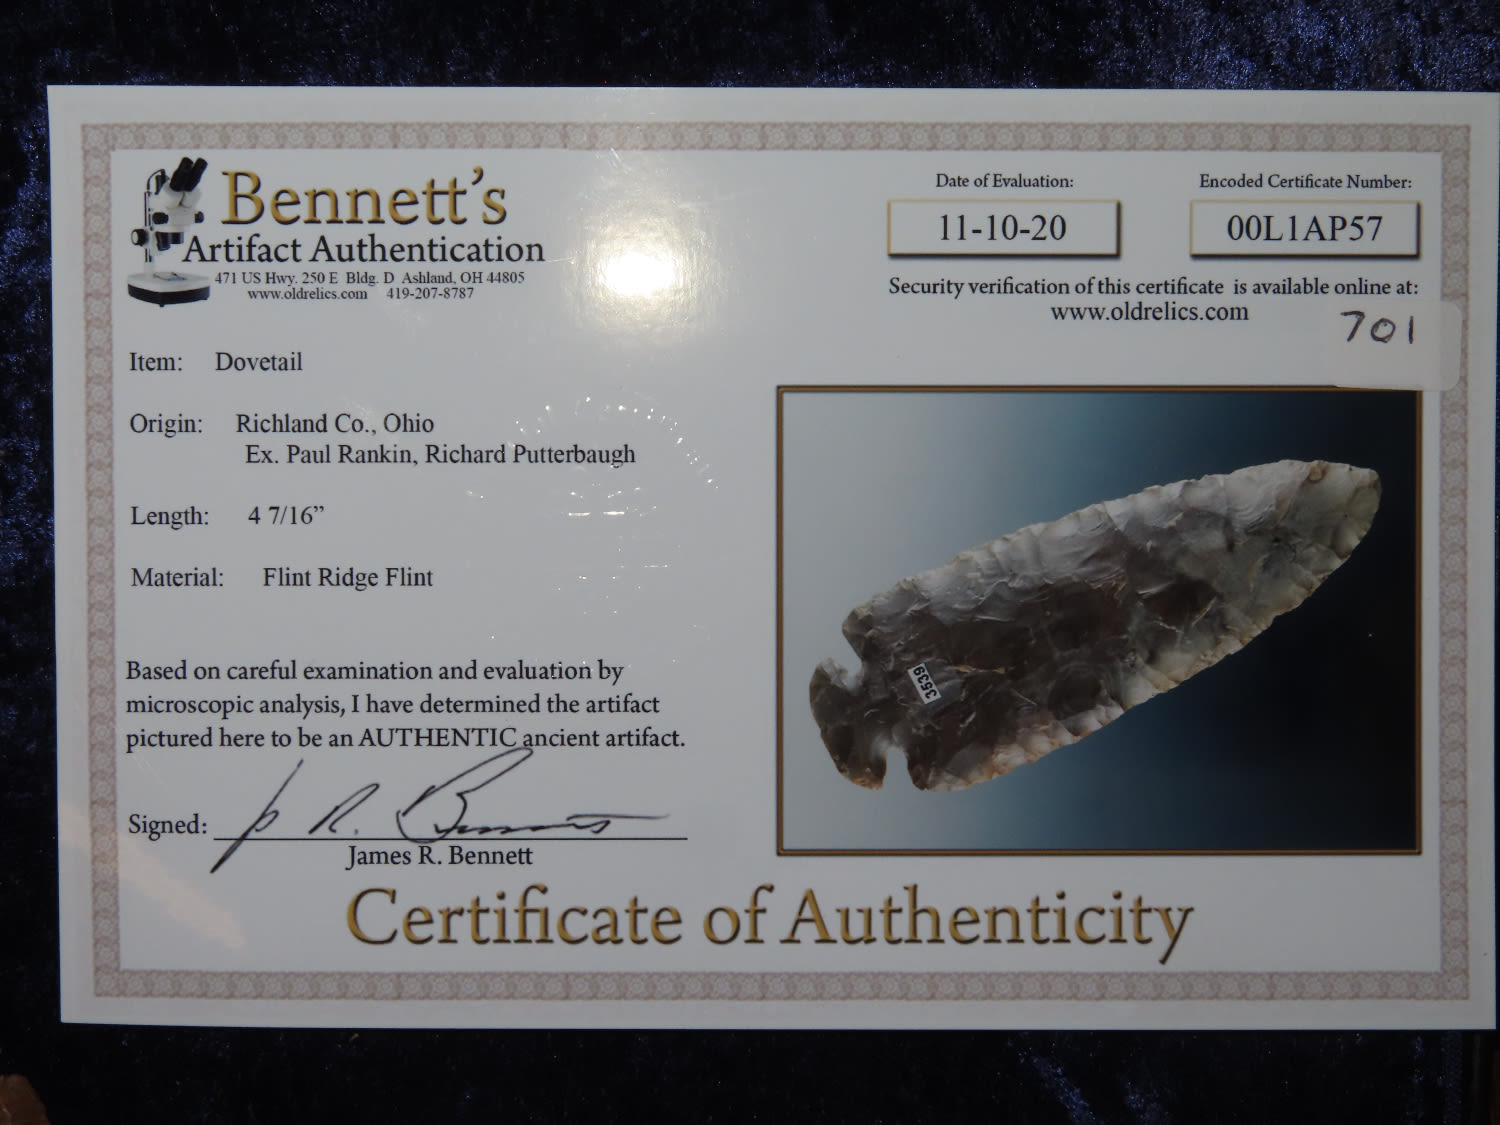 Bennett's
Artifact Authentication
471 US Hwy. 250 E Bldg. D Ashland, OH 44805
www.oldrelics.com 419-207-8787
Date of Evaluation:
11-10-20
Encoded Certificate Number:
00L1AP57
Security verification of this certificate is available online at:
www.oldrelics.com
701
Item: Dovetail
Origin: Richland Co., Ohio
Ex. Paul Rankin, Richard Putterbaugh
Length: 4 7/16”
Material: Flint Ridge Flint
3539
Based on careful examination and evaluation by
microscopic analysis, I have determined the artifact
pictured here to be an AUTHENTIC ancient artifact.
Signed: J R. Bennett
James R. Bennett
Certificate of Authenticity